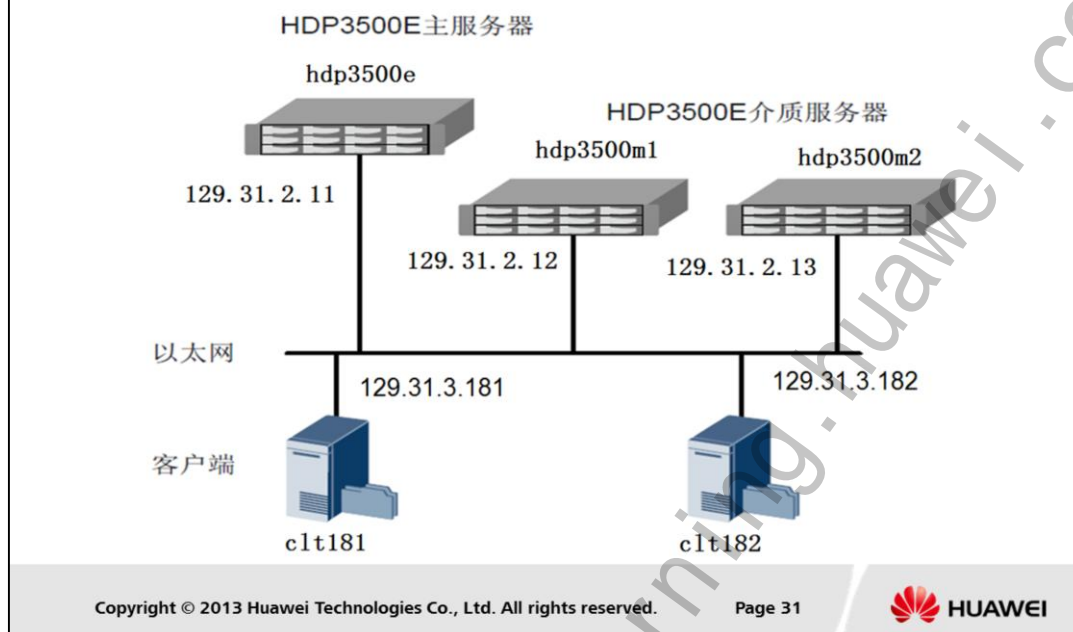 HDP3500E主服务器
hdp3500e
HDP3500E介质服务器
hdp3500m1
hdp3500m2
129.31.2.11
129.31.2.12
129.31.2.13
以太网
129.31.3.181
129.31.3.182
客户端
clt181
clt182
rning.huawei.c
Copyright © 2013 Huawei Technologies Co., Ltd. All rights reserved.
Page 31
HUAWEI